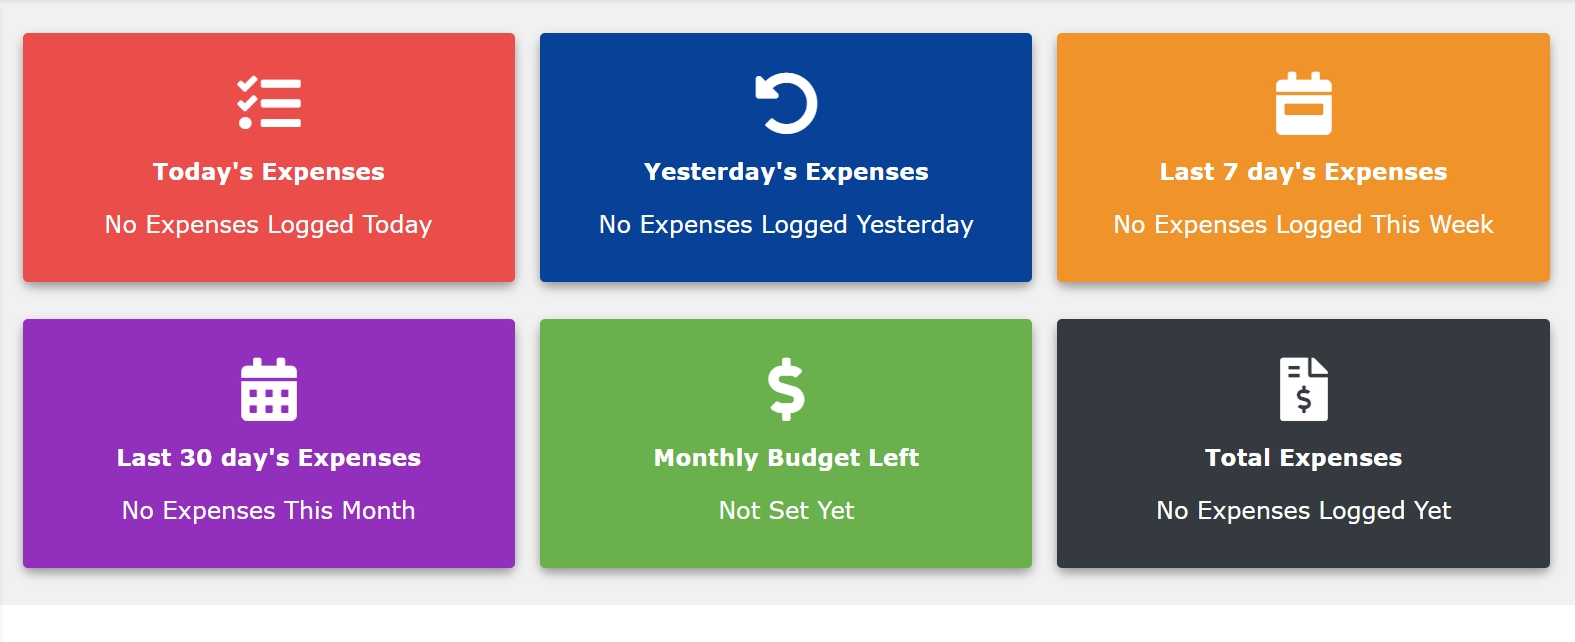 Today's Expenses
No Expenses Logged Today
Yesterday's Expenses
No Expenses Logged Yesterday
Last 7 day's Expenses
No Expenses Logged This Week
Last 30 day's Expenses
No Expenses This Month
$
Monthly Budget Left
Not Set Yet
$
Total Expenses
No Expenses Logged Yet